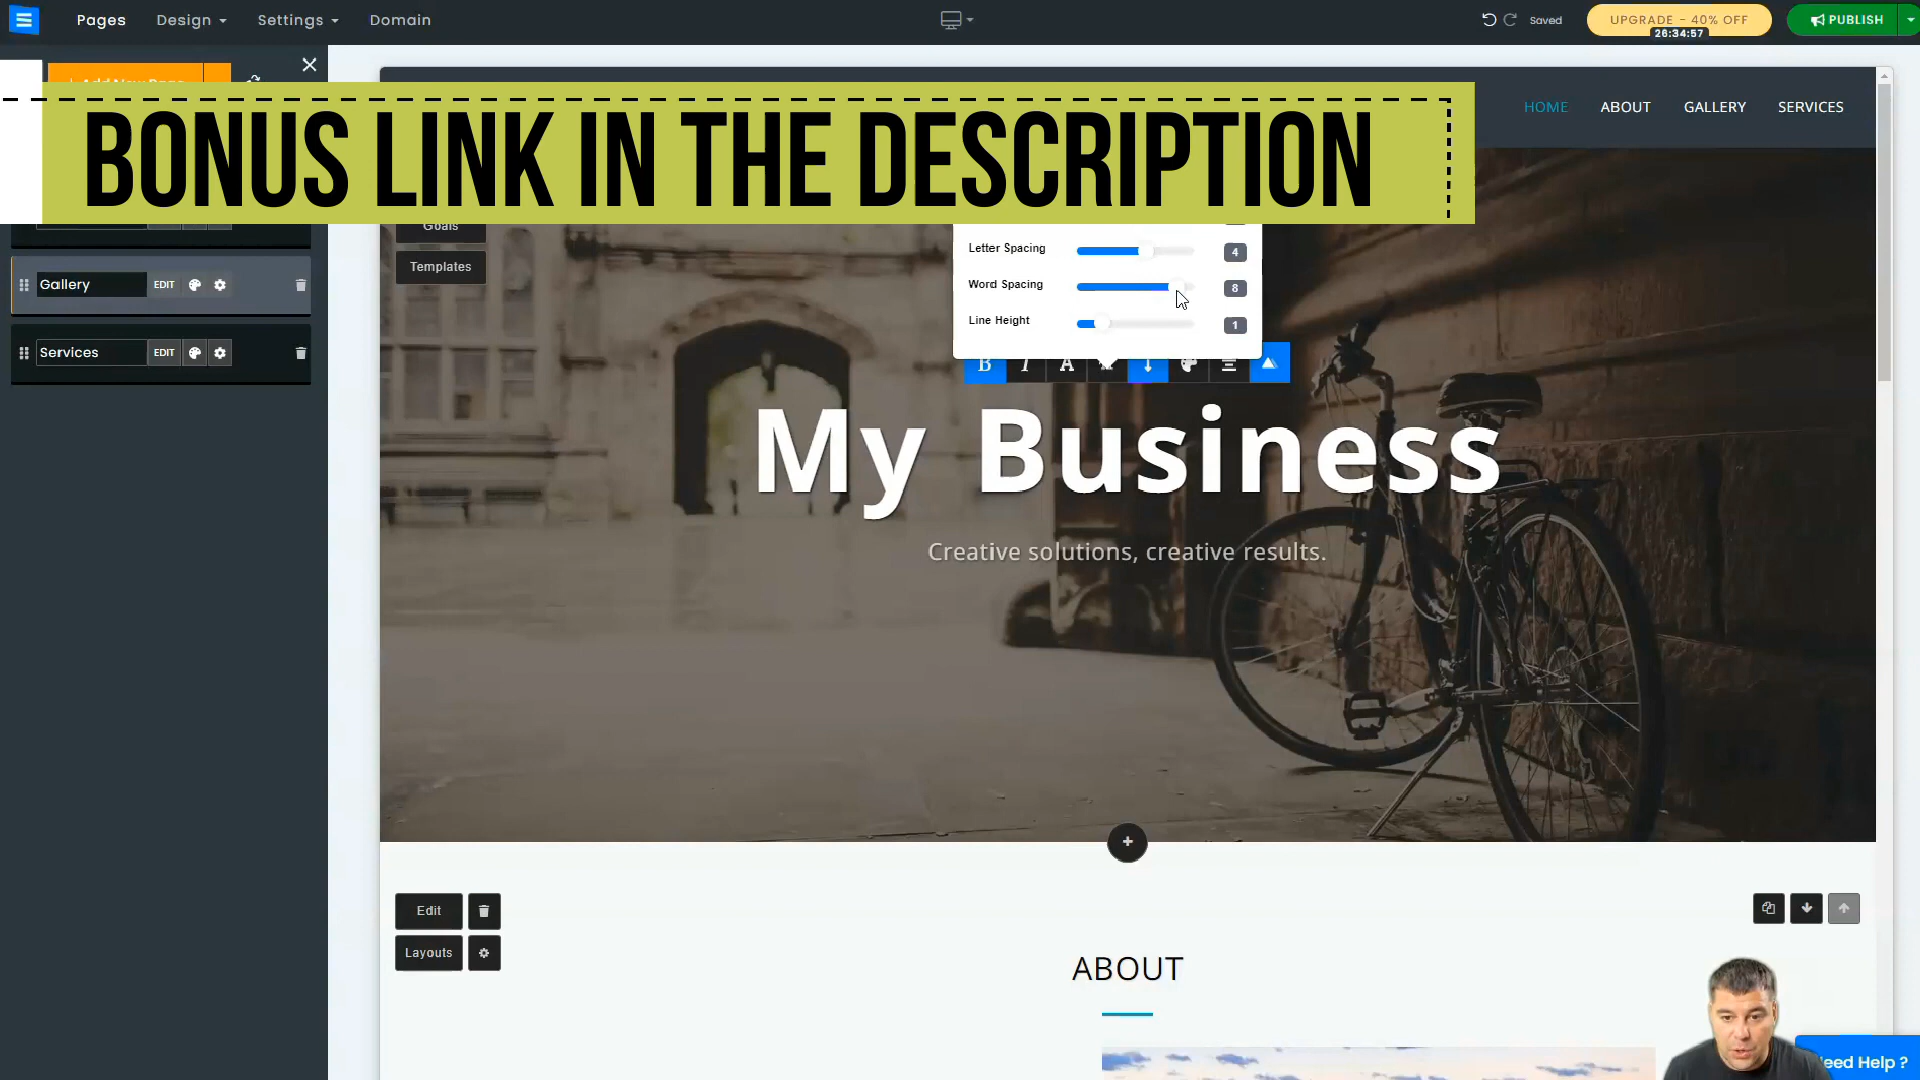 Pages Design Settings Domain
Saved
UPGRADE - 40% OFF
26:34:57
PUBLISH
BONUS LINK IN THE DESCRIPTION
HOME ABOUT GALLERY SERVICES
Goals
Templates
Letter Spacing 4
Word Spacing 8
Line Height 1
Gallery EDIT
Services EDIT
B I A
My Business
Creative solutions, creative results.
+
Edit
Layouts
ABOUT
eed Help ?